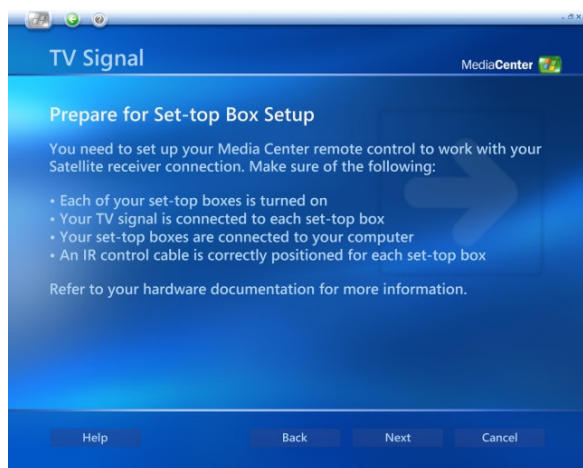 TV Signal
MediaCenter
Prepare for Set-top Box Setup
You need to set up your Media Center remote control to work with your
Satellite receiver connection. Make sure of the following:
• Each of your set-top boxes is turned on
• Your TV signal is connected to each set-top box
• Your set-top boxes are connected to your computer
• An IR control cable is correctly positioned for each set-top box
Refer to your hardware documentation for more information.
Help Back Next Cancel